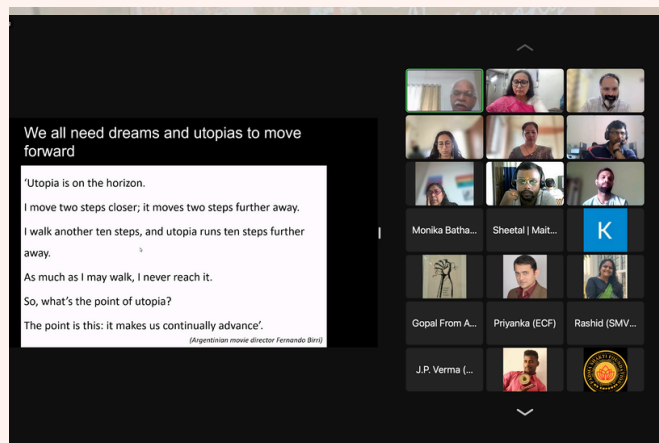 We all need dreams and utopias to move
forward
‘Utopia is on the horizon.
I move two steps closer; it moves two steps further away.
I walk another ten steps, and utopia runs ten steps further
away.
As much as I may walk, I never reach it.
So, what’s the point of utopia?
The point is this: it makes us continually advance’.
(Argentinian movie director Fernando Birri)
Monika Batha...
Sheetal | Mait...
K
Gopal From A...
Priyanka (ECF)
Rashid (SMV...
J.P. Verma (...